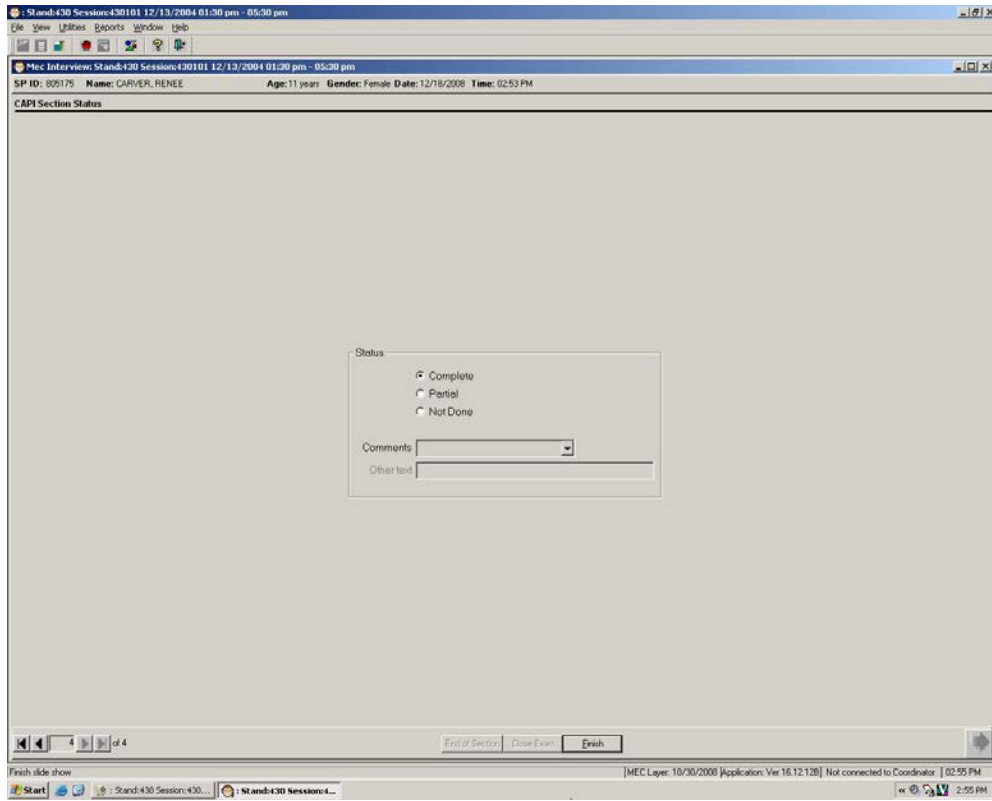 : Stand:430 Session:430101 12/13/2004 01:30 pm - 05:30 pm
File View Utilities Reports Window Help
Mec Interview: Stand:430 Session:430101 12/13/2004 01:30 pm - 05:30 pm
SP ID: 805175 Name: CARVER, RENEE Age: 11 years Gender: Female Date: 12/18/2008 Time: 02:53 PM
CAPI Section Status
Status
Complete
Partial
Not Done
Comments
Other text
4 of 4 End of Section Close Exam Finish
Finish slide show MEC Layer: 10/30/2008 Application: Ver 16.12.12B Not connected to Coordinator 02:55 PM
Start : Stand:430 Session:430... : Stand:430 Session:4... « 2:55 PM